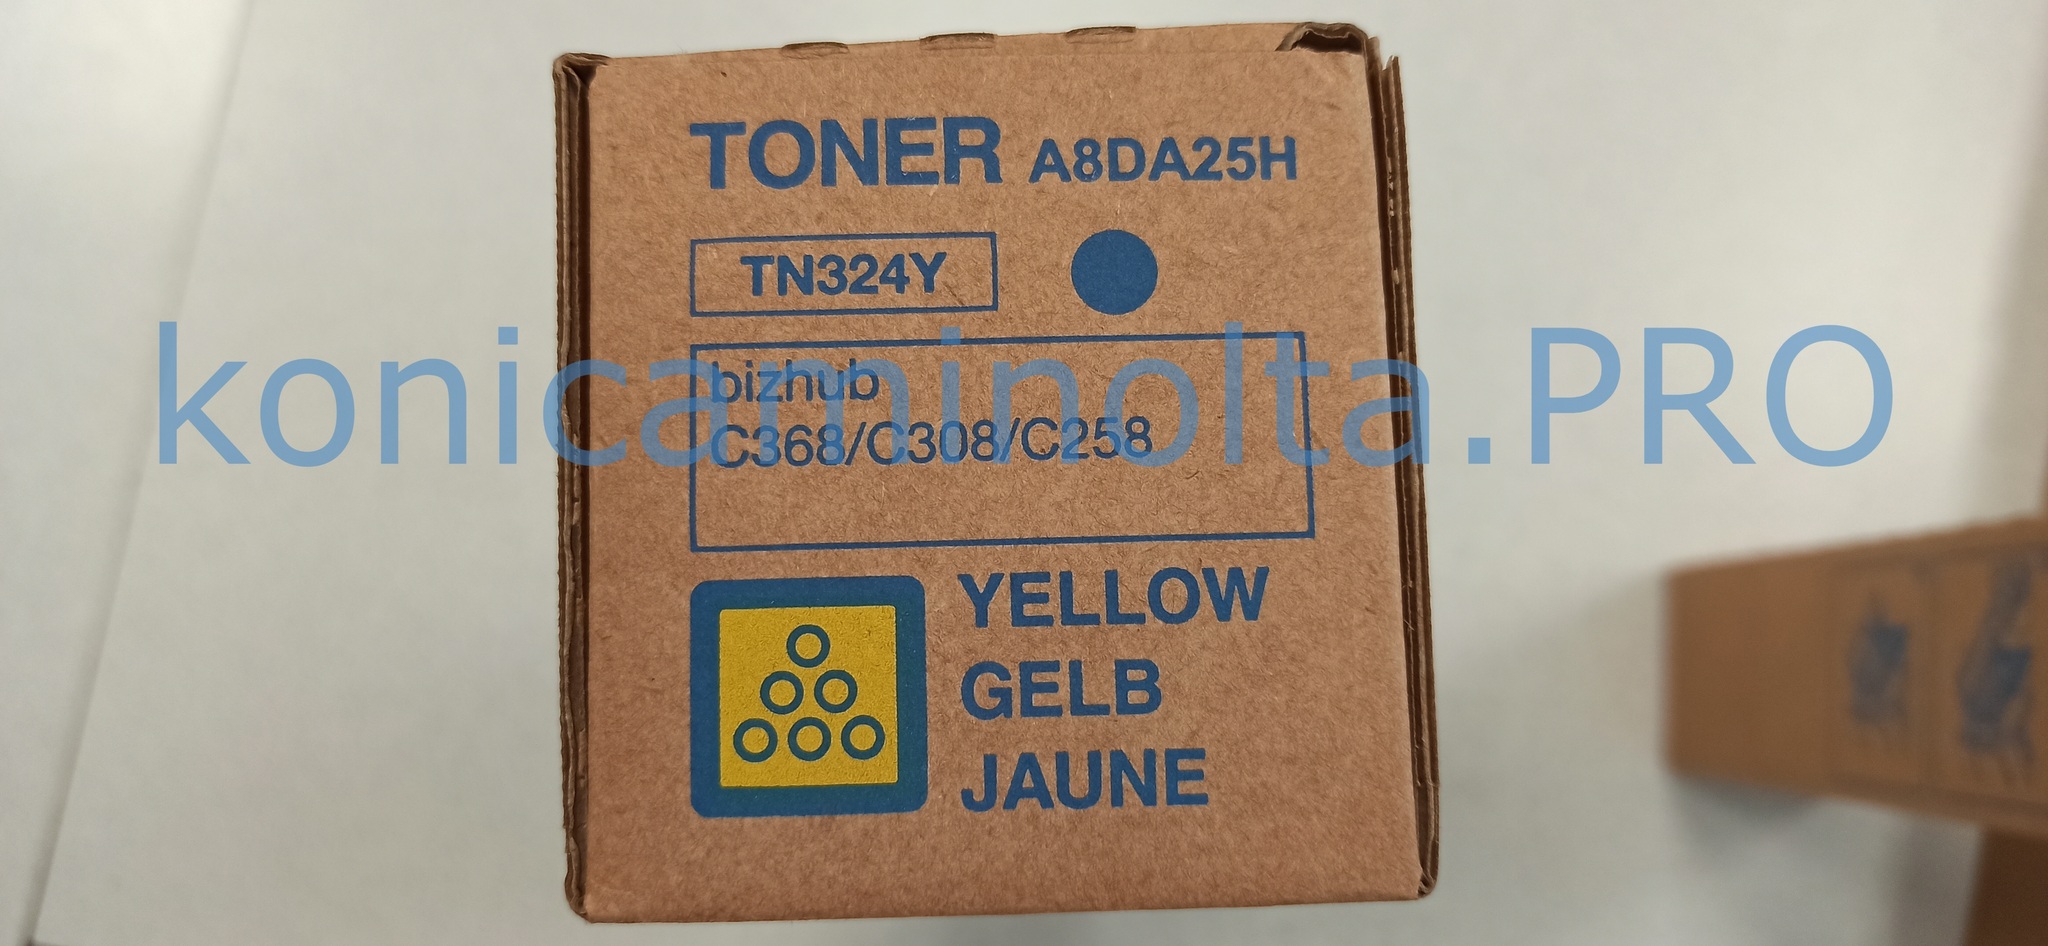 TONER A8DA25H
TN324Y
konicaminolta.PRO
bizhub
C368/C308/C258
YELLOW
GELB
JAUNE